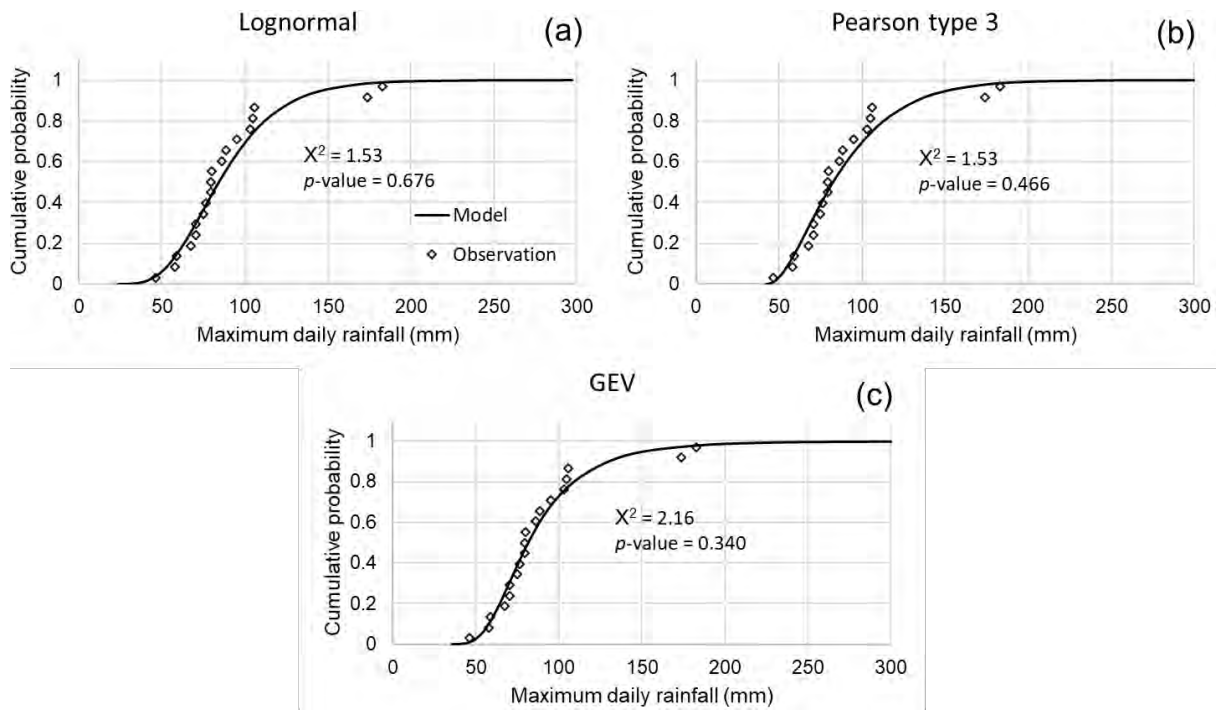 Lognormal
(a)
Cumulative probability
1
0.8
0.6
0.4
0.2
0
0 50 100 150 200 250 300
Maximum daily rainfall (mm)
X² = 1.53
p-value = 0.676
Model
Observation
Pearson type 3
(b)
Cumulative probability
1
0.8
0.6
0.4
0.2
0
0 50 100 150 200 250 300
Maximum daily rainfall (mm)
X² = 1.53
p-value = 0.466
GEV
(c)
Cumulative probability
1
0.8
0.6
0.4
0.2
0
0 50 100 150 200 250 300
Maximum daily rainfall (mm)
X² = 2.16
p-value = 0.340